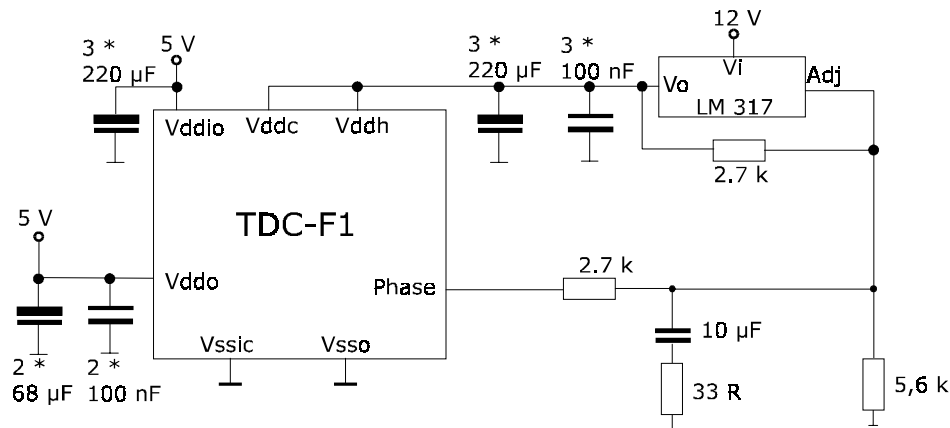 12 V
3 *
220 µF
5 V
3 *
220 µF
3 *
100 nF
Vi
Vo
Adj
LM 317
Vddio
Vddc
Vddh
2.7 k
5 V
TDC-F1
Vddo
Phase
2.7 k
Vssic
Vsso
10 µF
2 *
68 µF
2 *
100 nF
33 R
5,6 k